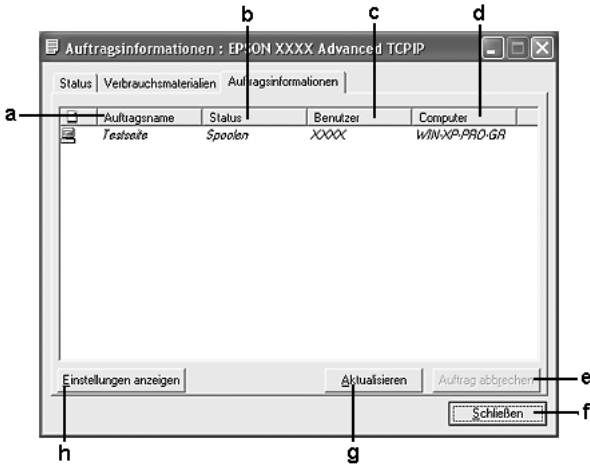 b c d
Auftragsinformationen : EPSON XXXX Advanced TCPIP
Status Verbrauchsmaterialien Auftragsinformationen
a Auftragsname Status Benutzer Computer
Testseite Spoolen XXXX WIN-XP-PRO-GR
Einstellungen anzeigen Aktualisieren Auftrag abbrechen e
Schließen f
h g